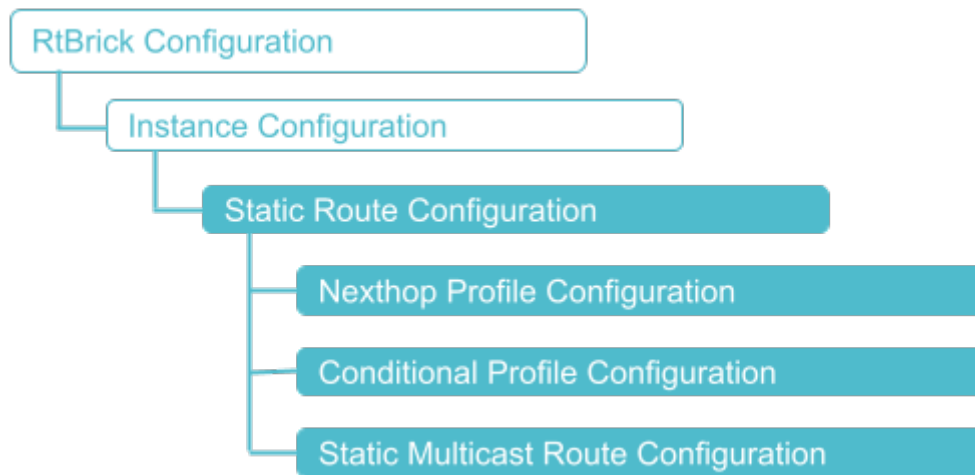 RtBrick Configuration
Instance Configuration
Static Route Configuration
Nexthop Profile Configuration
Conditional Profile Configuration
Static Multicast Route Configuration